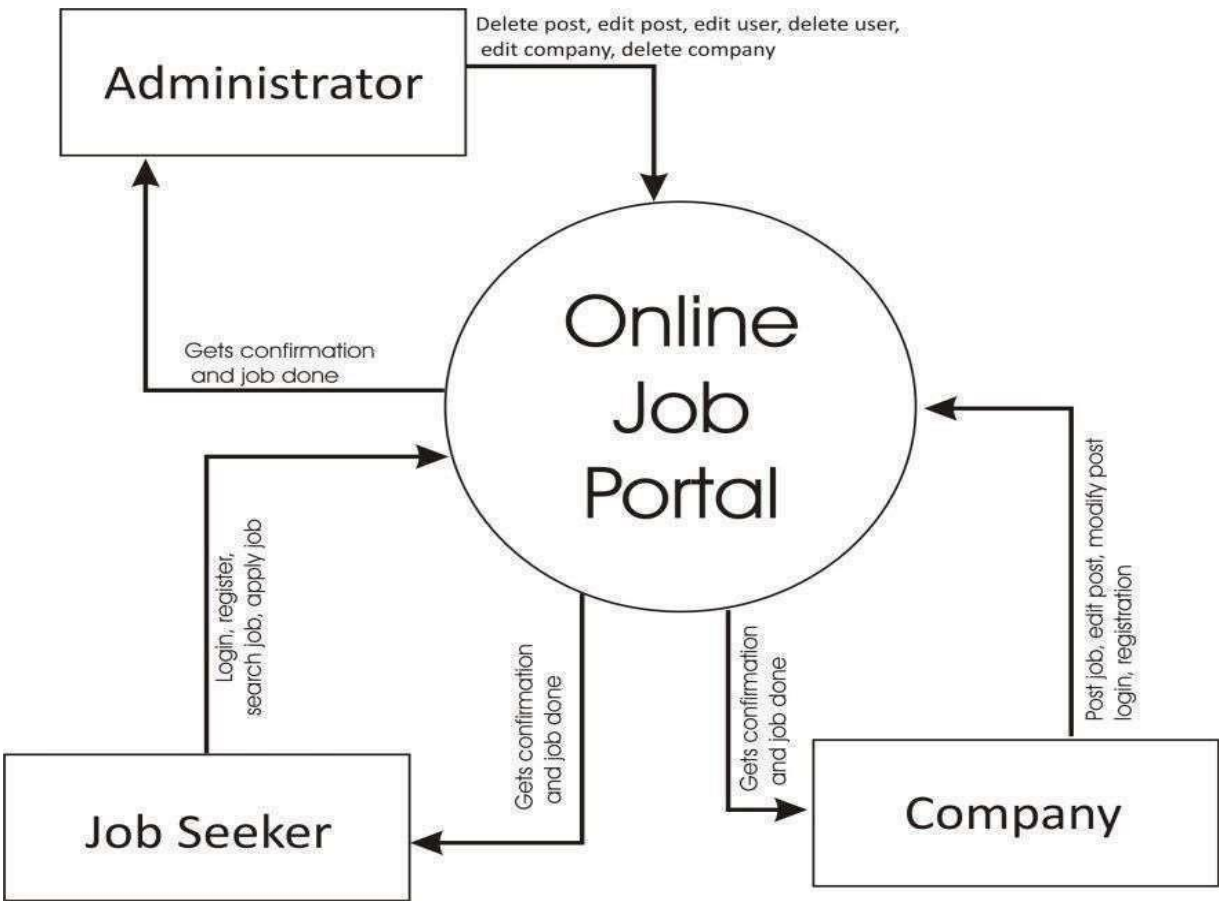 Delete post, edit post, edit user, delete user,
edit company, delete company
Administrator
Online
Job
Portal
Gets confirmation
and job done
Login, register,
search job, apply job
Gets confirmation
and job done
Gets confirmation
and job done
Post job, edit post, modify post
login, registration
Job Seeker
Company